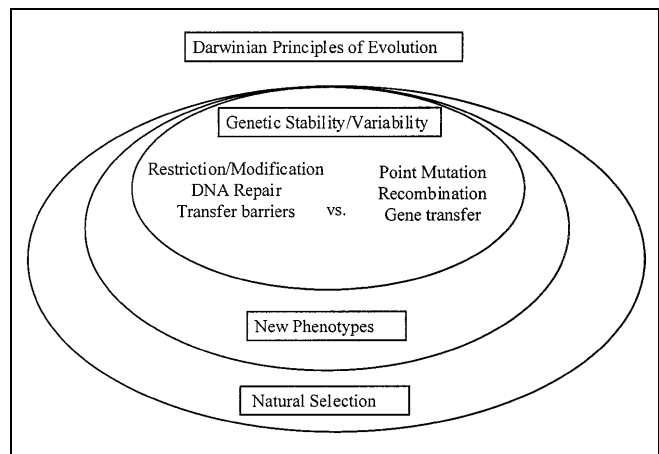 Darwinian Principles of Evolution
Genetic Stability/Variability
Restriction/Modification
DNA Repair
Transfer barriers
vs.
Point Mutation
Recombination
Gene transfer
New Phenotypes
Natural Selection